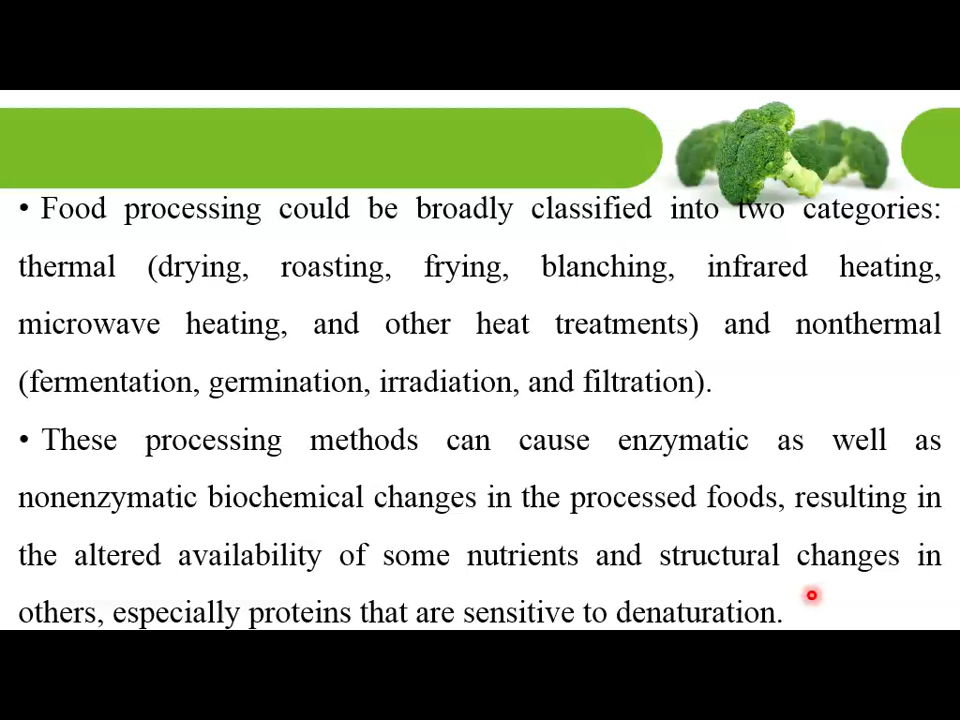 • Food processing could be broadly classified into two categories:
thermal (drying, roasting, frying, blanching, infrared heating,
microwave heating, and other heat treatments) and nonthermal
(fermentation, germination, irradiation, and filtration).
• These processing methods can cause enzymatic as well as
nonenzymatic biochemical changes in the processed foods, resulting in
the altered availability of some nutrients and structural changes in
others, especially proteins that are sensitive to denaturation.